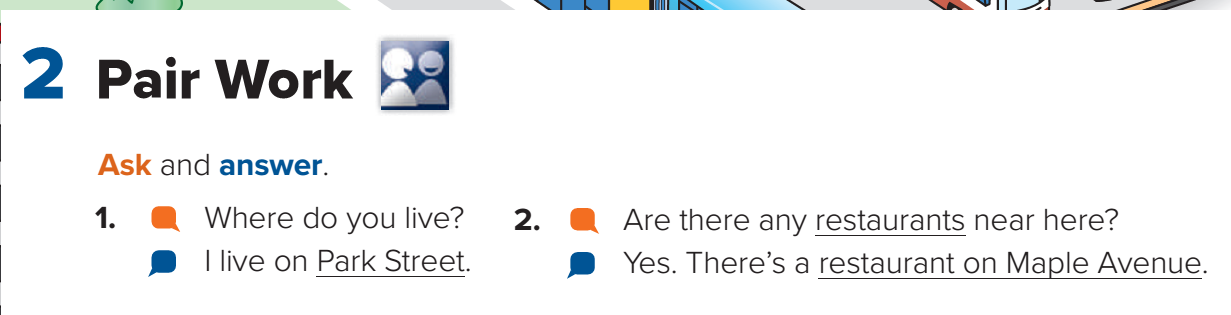 2 Pair Work
Ask and answer.
1. Where do you live?
I live on Park Street.
2. Are there any restaurants near here?
Yes. There's a restaurant on Maple Avenue.